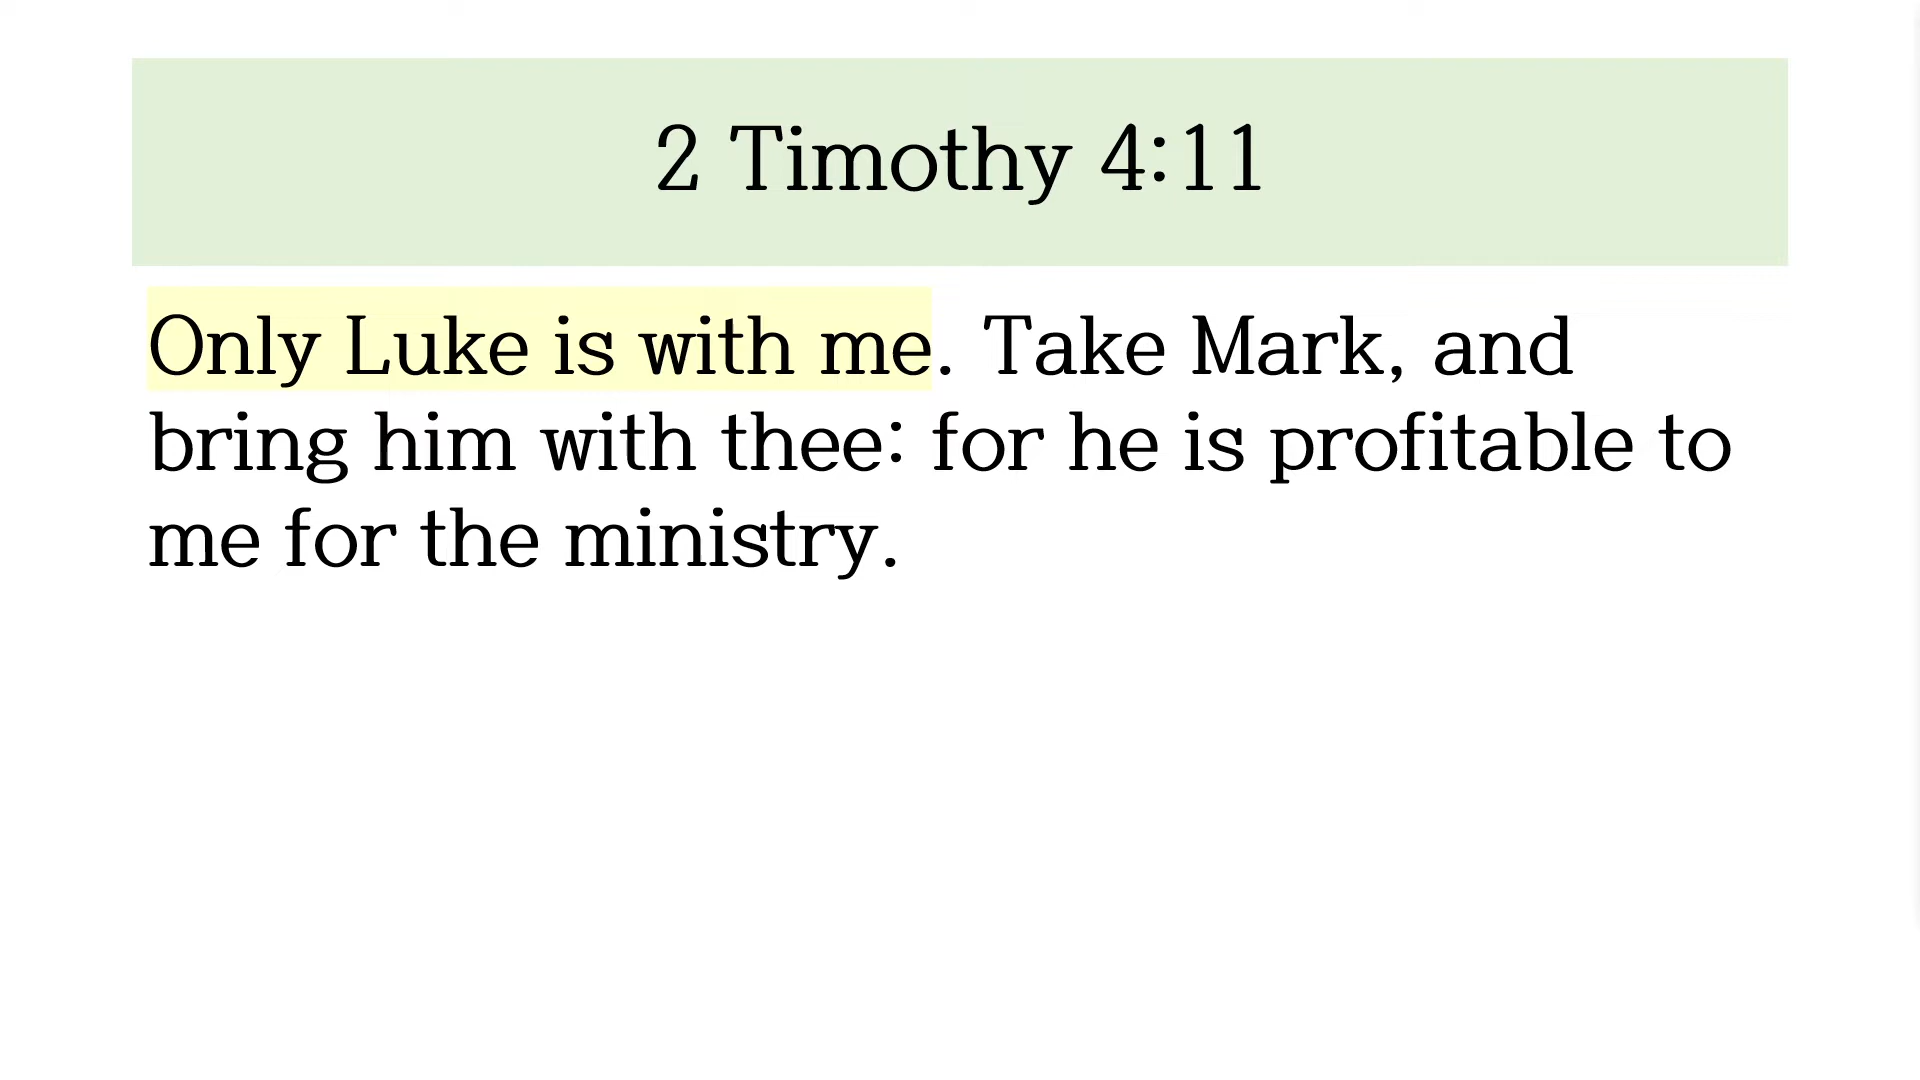 2 Timothy 4:11
Only Luke is with me. Take Mark, and
bring him with thee: for he is profitable to
me for the ministry.